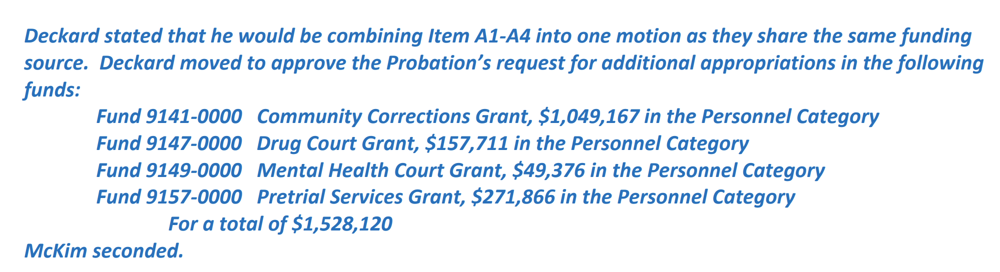 Deckard stated that he would be combining Item A1-A4 into one motion as they share the same funding
source.  Deckard moved to approve the Probation’s request for additional appropriations in the following
funds:
Fund 9141-0000   Community Corrections Grant, $1,049,167 in the Personnel Category
Fund 9147-0000   Drug Court Grant, $157,711 in the Personnel Category
Fund 9149-0000   Mental Health Court Grant, $49,376 in the Personnel Category
Fund 9157-0000   Pretrial Services Grant, $271,866 in the Personnel Category
For a total of $1,528,120
McKim seconded.